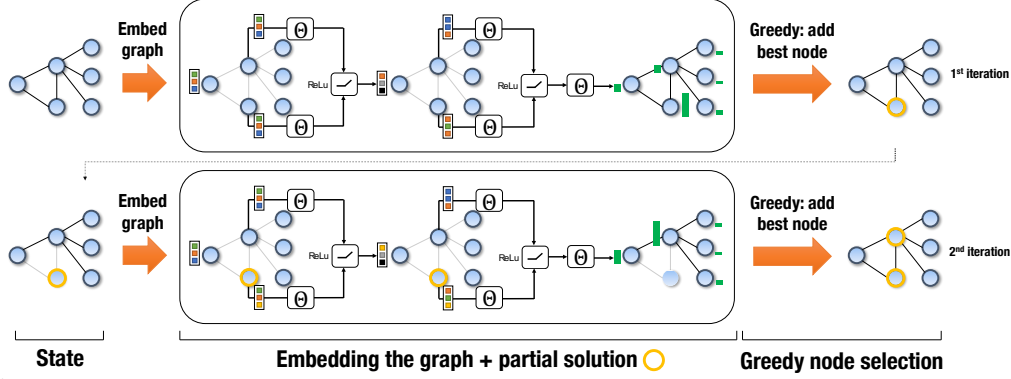 Embed
graph
Θ
Θ
ReLu
Θ
Θ
ReLu
Θ
Greedy: add
best node
1st iteration
Embed
graph
Θ
Θ
ReLu
Θ
Θ
ReLu
Θ
Greedy: add
best node
2nd iteration
State
Embedding the graph + partial solution
Greedy node selection